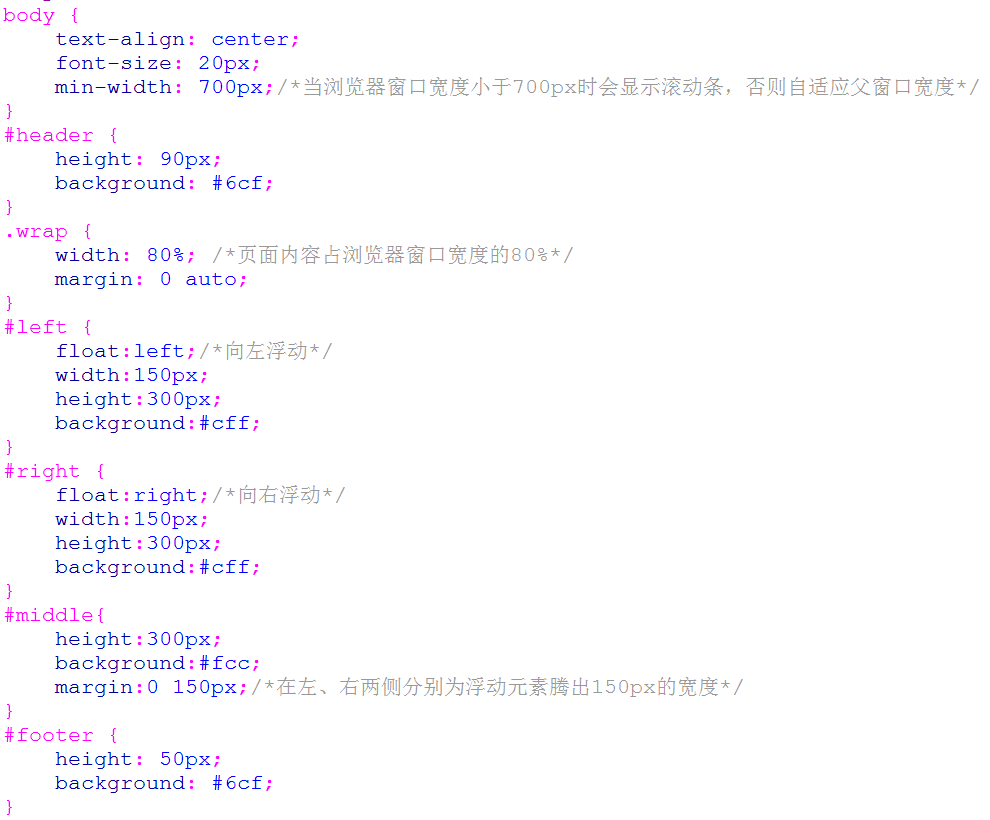 body {
    text-align: center;
    font-size: 20px;
    min-width: 700px;/*当浏览器窗口宽度小于700px时会显示滚动条，否则自适应父窗口宽度*/
}
#header {
    height: 90px;
    background: #6cf;
}
.wrap {
    width: 80%; /*页面内容占浏览器窗口宽度的80%*/
    margin: 0 auto;
}
#left {
    float:left;/*向左浮动*/
    width:150px;
    height:300px;
    background:#cff;
}
#right {
    float:right;/*向右浮动*/
    width:150px;
    height:300px;
    background:#cff;
}
#middle{
    height:300px;
    background:#fcc;
    margin:0 150px;/*在左、右两侧分别为浮动元素腾出150px的宽度*/
}
#footer {
    height: 50px;
    background: #6cf;
}